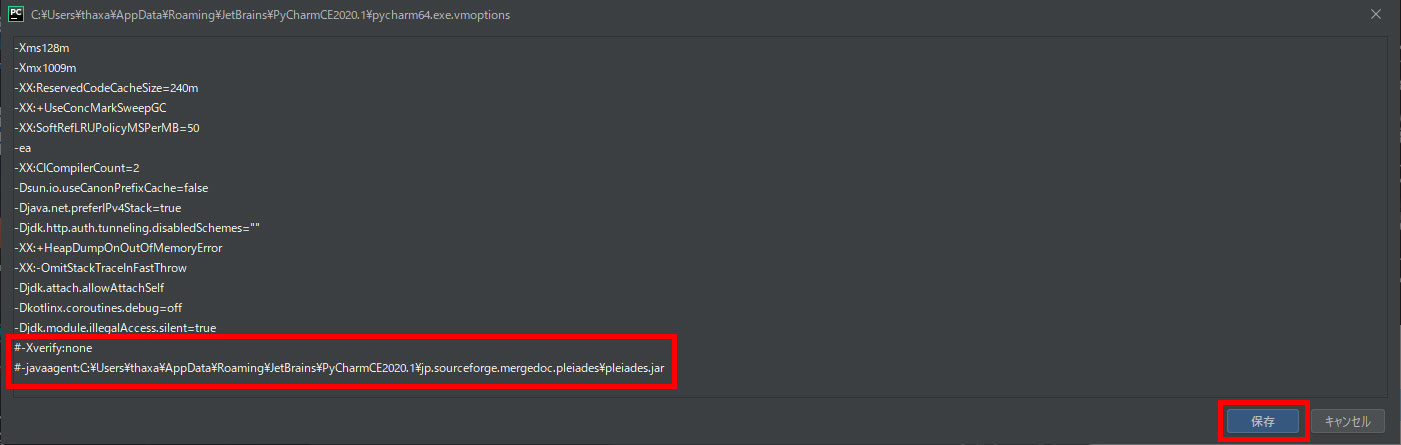 PC C:¥Users¥thaxa¥AppData¥Roaming¥JetBrains¥PyCharmCE2020.1¥pycharm64.exe.vmoptions
-Xms128m
-Xmx1009m
-XX:ReservedCodeCacheSize=240m
-XX:+UseConcMarkSweepGC
-XX:SoftRefLRUPolicyMSPerMB=50
-ea
-XX:CICompilerCount=2
-Dsun.io.useCanonPrefixCache=false
-Djava.net.preferIPv4Stack=true
-Djdk.http.auth.tunneling.disabledSchemes=""
-XX:+HeapDumpOnOutOfMemoryError
-XX:-OmitStackTraceInFastThrow
-Djdk.attach.allowAttachSelf
-Dkotlinx.coroutines.debug=off
-Djdk.module.illegalAccess.silent=true
#-Xverify:none
#-javaagent:C:¥Users¥thaxa¥AppData¥Roaming¥JetBrains¥PyCharmCE2020.1¥jp.sourceforge.mergedoc.pleiades¥pleiades.jar
保存 キャンセル